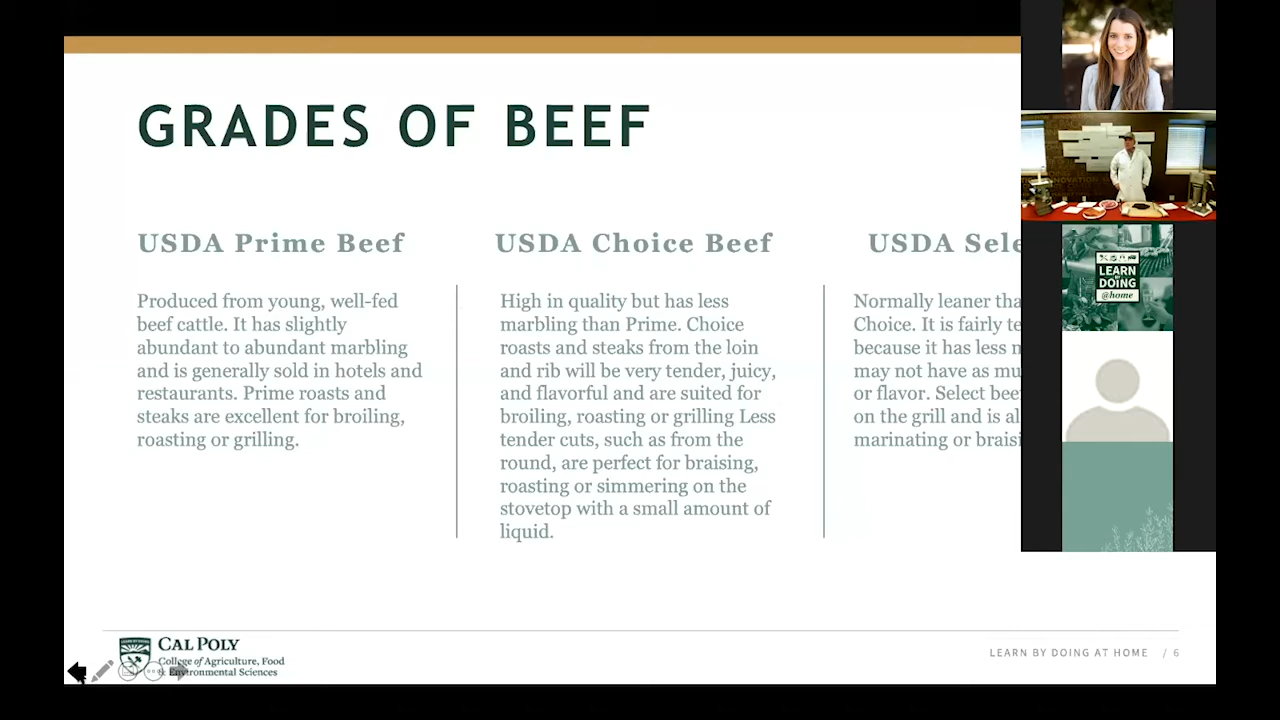 GRADES OF BEEF
USDA Prime Beef
Produced from young, well-fed
beef cattle. It has slightly
abundant to abundant marbling
and is generally sold in hotels and
restaurants. Prime roasts and
steaks are excellent for broiling,
roasting or grilling.
USDA Choice Beef
High in quality but has less
marbling than Prime. Choice
roasts and steaks from the loin
and rib will be very tender, juicy,
and flavorful and are suited for
broiling, roasting or grilling Less
tender cuts, such as from the
round, are perfect for braising,
roasting or simmering on the
stovetop with a small amount of
liquid.
USDA Sele
Normally leaner tha
Choice. It is fairly te
because it has less m
may not have as mu
or flavor. Select bee
on the grill and is al
marinating or brais
LEARN
BY
DOING
@home
CAL POLY
College of Agriculture, Food
& Environmental Sciences
LEARN BY DOING AT HOME / 6